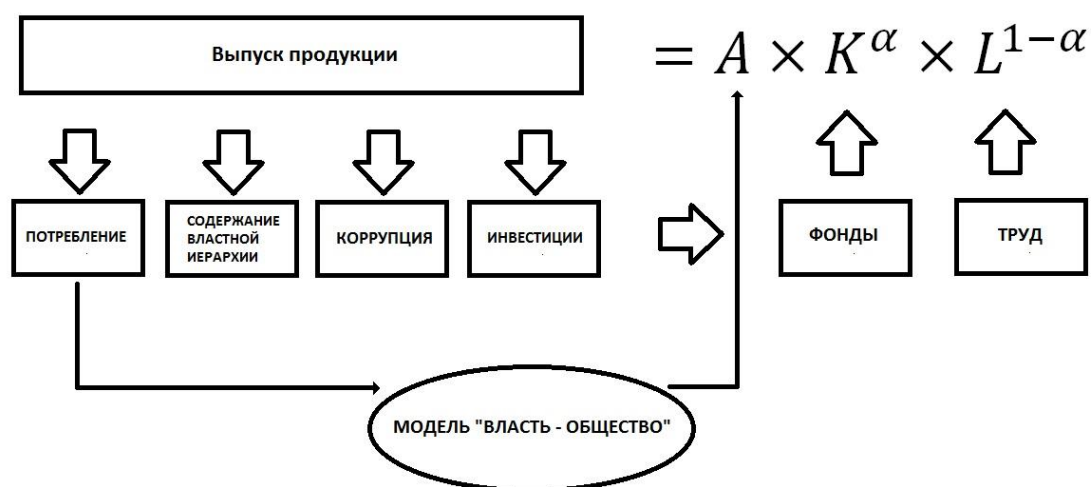 Выпуск продукции
= A × K^α × L^{1−α}
ПОТРЕБЛЕНИЕ
СОДЕРЖАНИЕ
ВЛАСТНОЙ
ИЕРАРХИИ
КОРРУПЦИЯ
ИНВЕСТИЦИИ
ФОНДЫ
ТРУД
МОДЕЛЬ "ВЛАСТЬ - ОБЩЕСТВО"